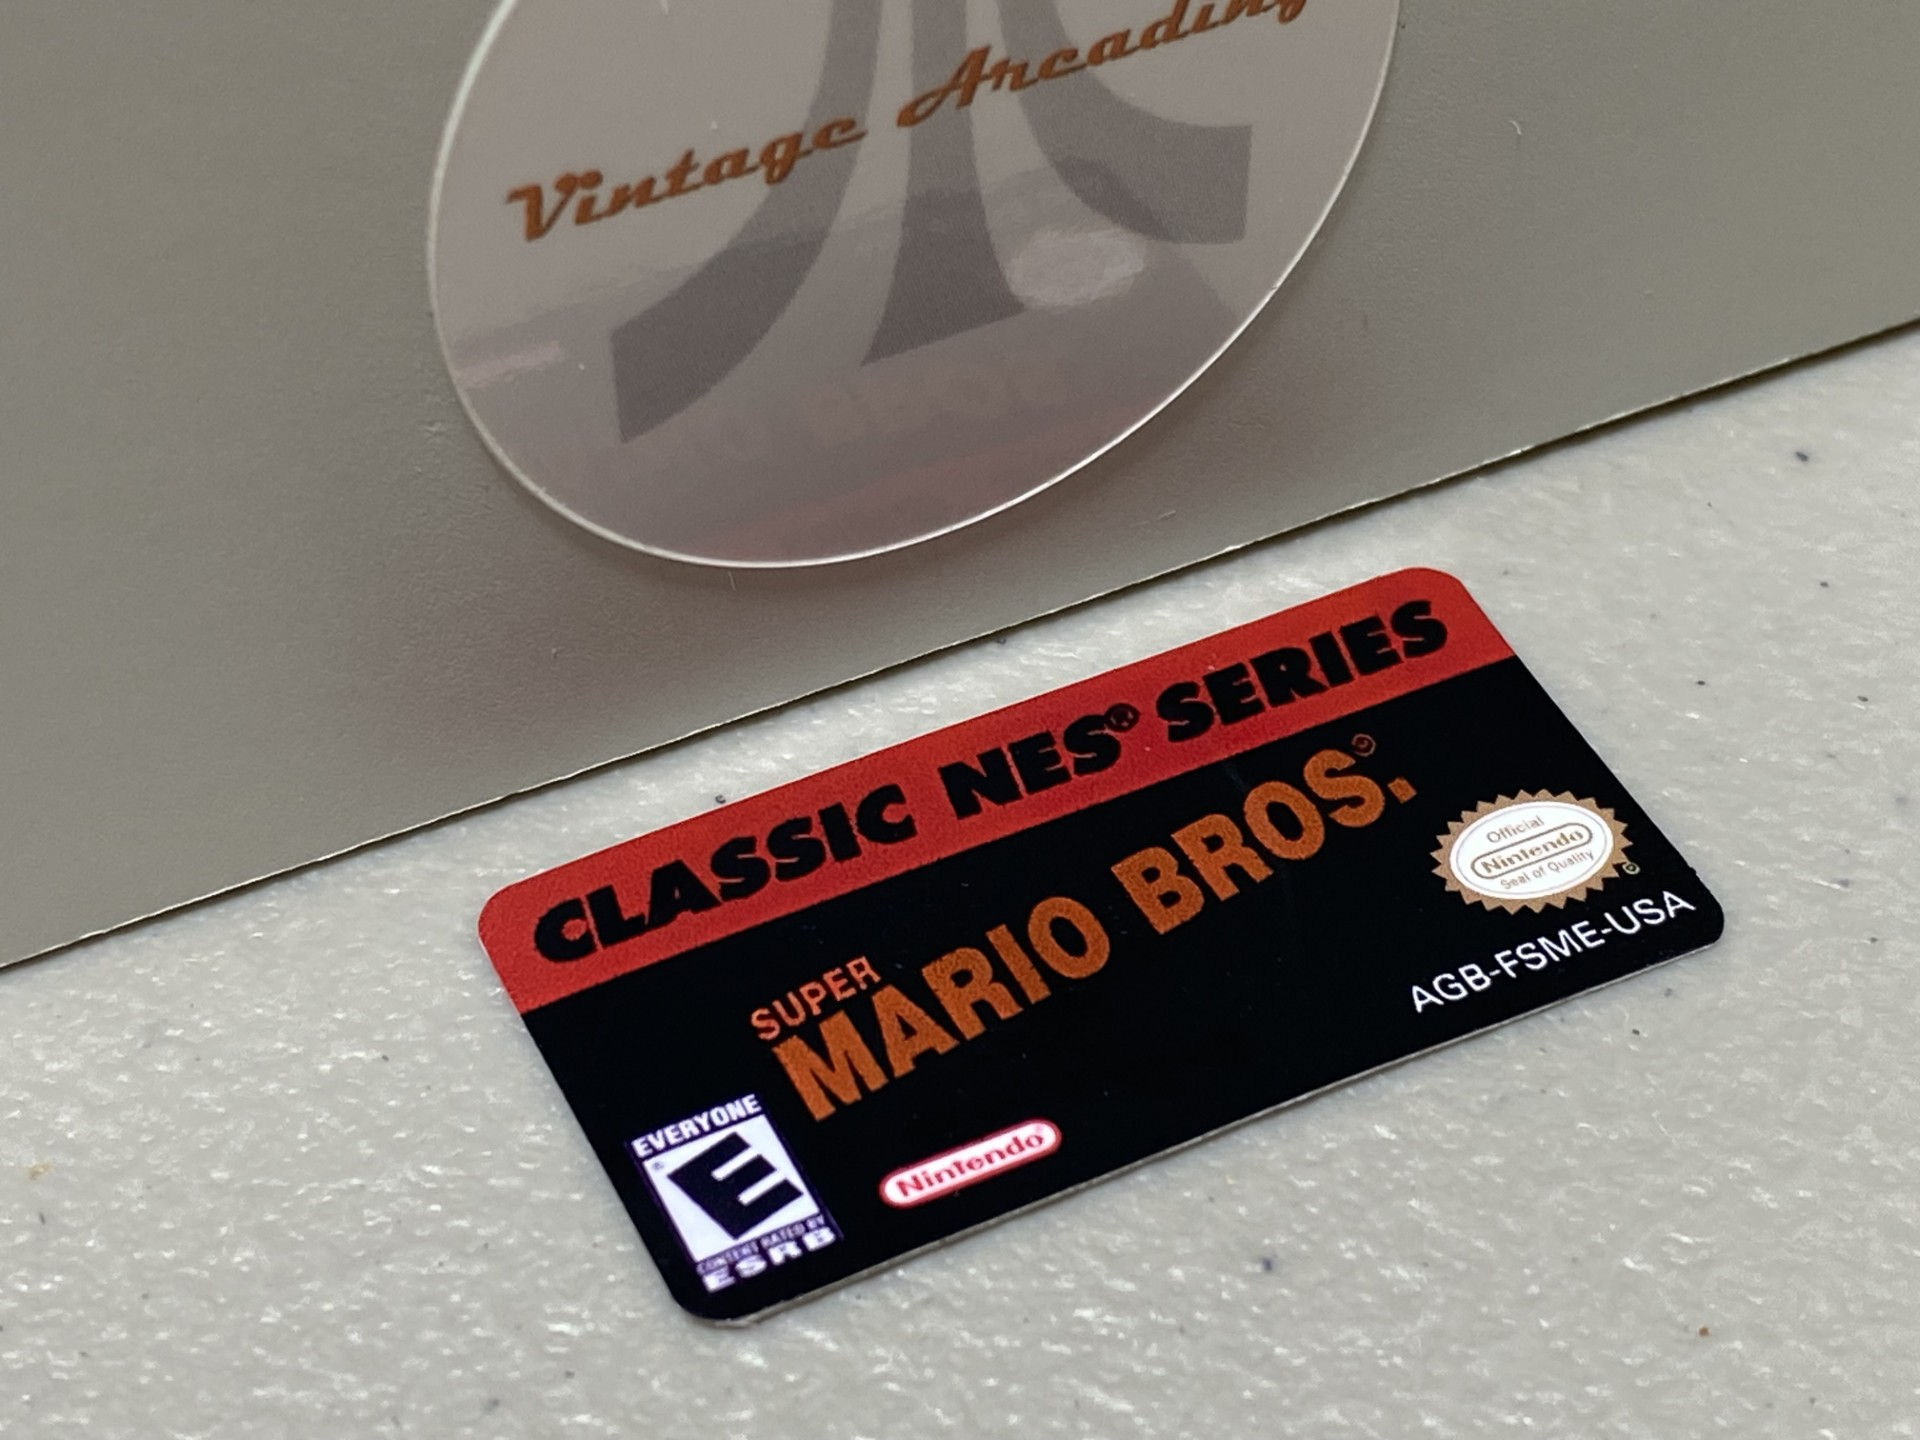 Vintage Arcading
CLASSIC NES® SERIES
SUPER
MARIO BROS.®
Official
Nintendo
Seal of Quality
®
AGB-FSME-USA
EVERYONE
E
®
CONTENT RATED BY
ESRB
Nintendo®